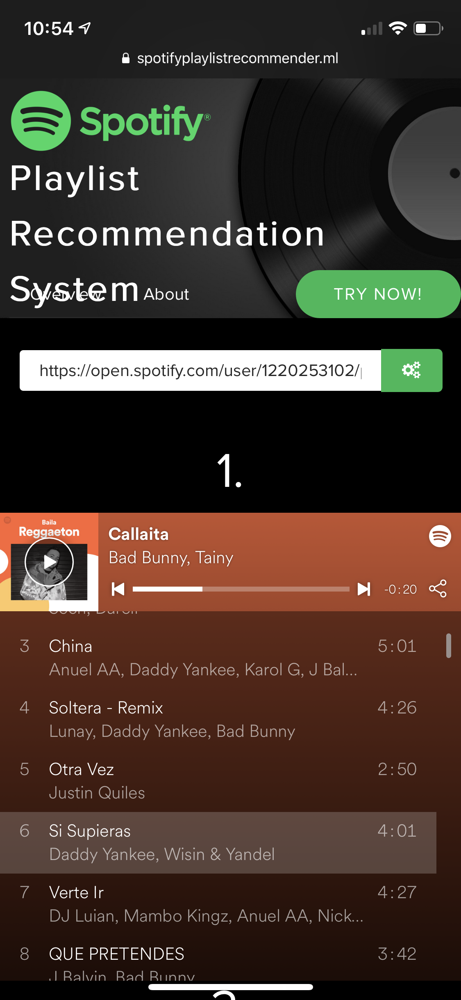 10:54
spotifyplaylistrecommender.ml
Spotify®
Playlist
Recommendation
System
Overview About TRY NOW!
https://open.spotify.com/user/1220253102/
1.
Baila
Reggaeton
Callaita
Bad Bunny, Tainy
-0:20
3 China 5:01
Anuel AA, Daddy Yankee, Karol G, J Bal...
4 Soltera - Remix 4:26
Lunay, Daddy Yankee, Bad Bunny
5 Otra Vez 2:50
Justin Quiles
6 Si Supieras 4:01
Daddy Yankee, Wisin & Yandel
7 Verte Ir 4:27
DJ Luian, Mambo Kingz, Anuel AA, Nick...
8 QUE PRETENDES 3:42
J Balvin, Bad Bunny